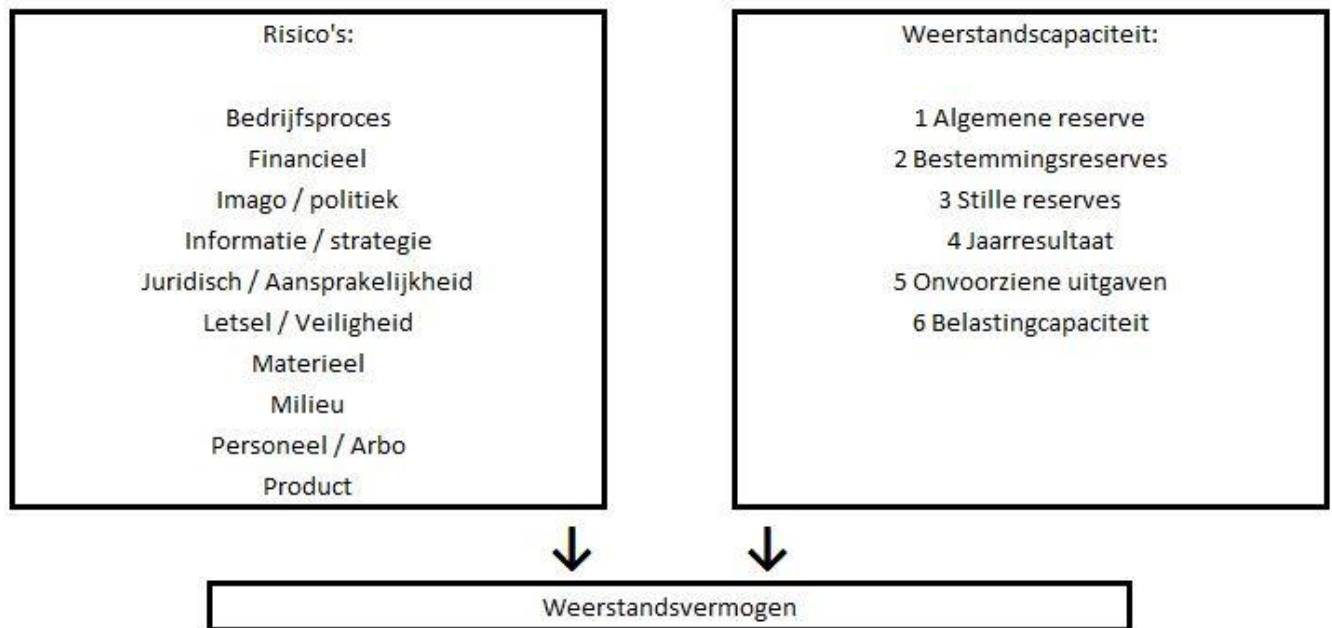 Risico's:
Bedrijfsproces
Financieel
Imago / politiek
Informatie / strategie
Juridisch / Aansprakelijkheid
Letsel / Veiligheid
Materieel
Milieu
Personeel / Arbo
Product
Weerstandscapaciteit:
1 Algemene reserve
2 Bestemmingsreserves
3 Stille reserves
4 Jaarresultaat
5 Onvoorziene uitgaven
6 Belastingcapaciteit
Weerstandsvermogen